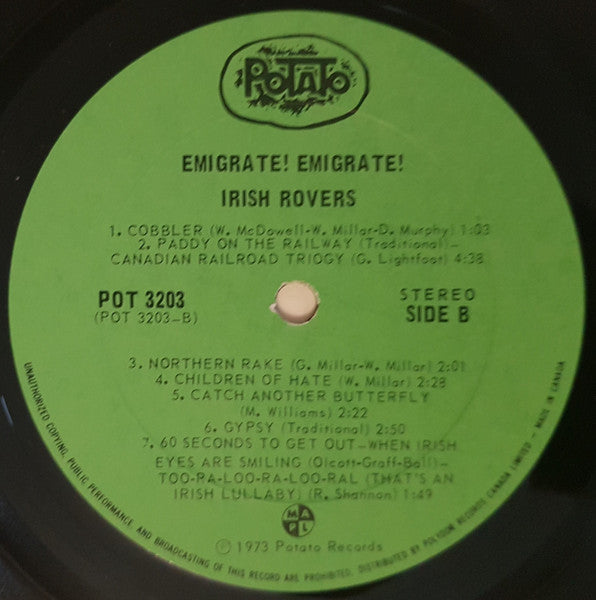 POTATO
EMIGRATE! EMIGRATE!
IRISH ROVERS
1. COBBLER (W. McDowell-W. Millar-D. Murphy) 1:03
2. PADDY ON THE RAILWAY (Traditional)–
CANADIAN RAILROAD TRIOGY (G. Lightfoot) 4:38
POT 3203
(POT 3203-B)
STEREO
SIDE B
3. NORTHERN RAKE (G. Millar-W. Millar) 2:01
4. CHILDREN OF HATE (W. Millar) 2:28
5. CATCH ANOTHER BUTTERFLY
(M. Williams) 2:22
6. GYPSY (Traditional) 2:50
7. 60 SECONDS TO GET OUT–WHEN IRISH
EYES ARE SMILING (Olcott-Graff-Ball)–
TOO-RA-LOO-RA-LOO-RAL (THAT'S AN
IRISH LULLABY) (R. Shannon) 1:49
M A P L
℗ 1973 Potato Records
UNAUTHORIZED COPYING, PUBLIC PERFORMANCE AND BROADCASTING OF THIS RECORD ARE PROHIBITED. DISTRIBUTED BY POLYDOR RECORDS CANADA LIMITED – MADE IN CANADA